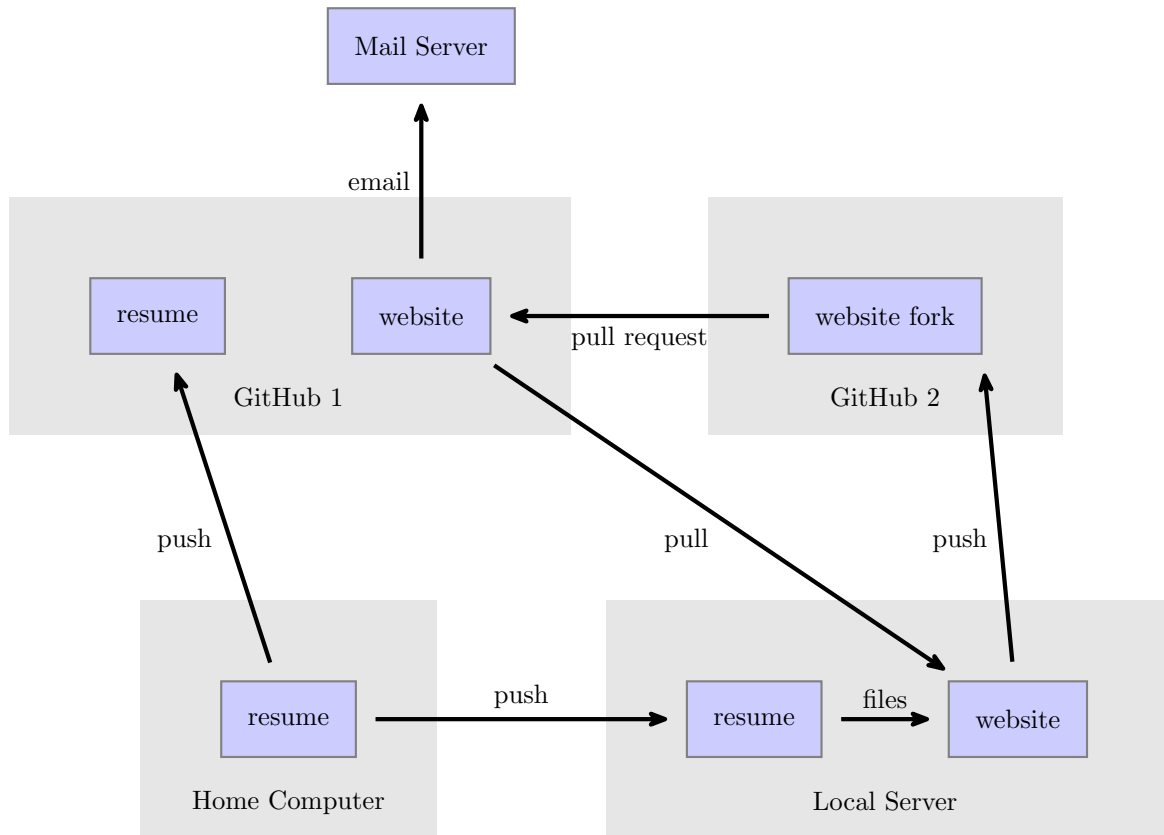 Mail Server
email
resume
website
pull request
website fork
GitHub 1
GitHub 2
push
pull
push
resume
push
resume
files
website
Home Computer
Local Server